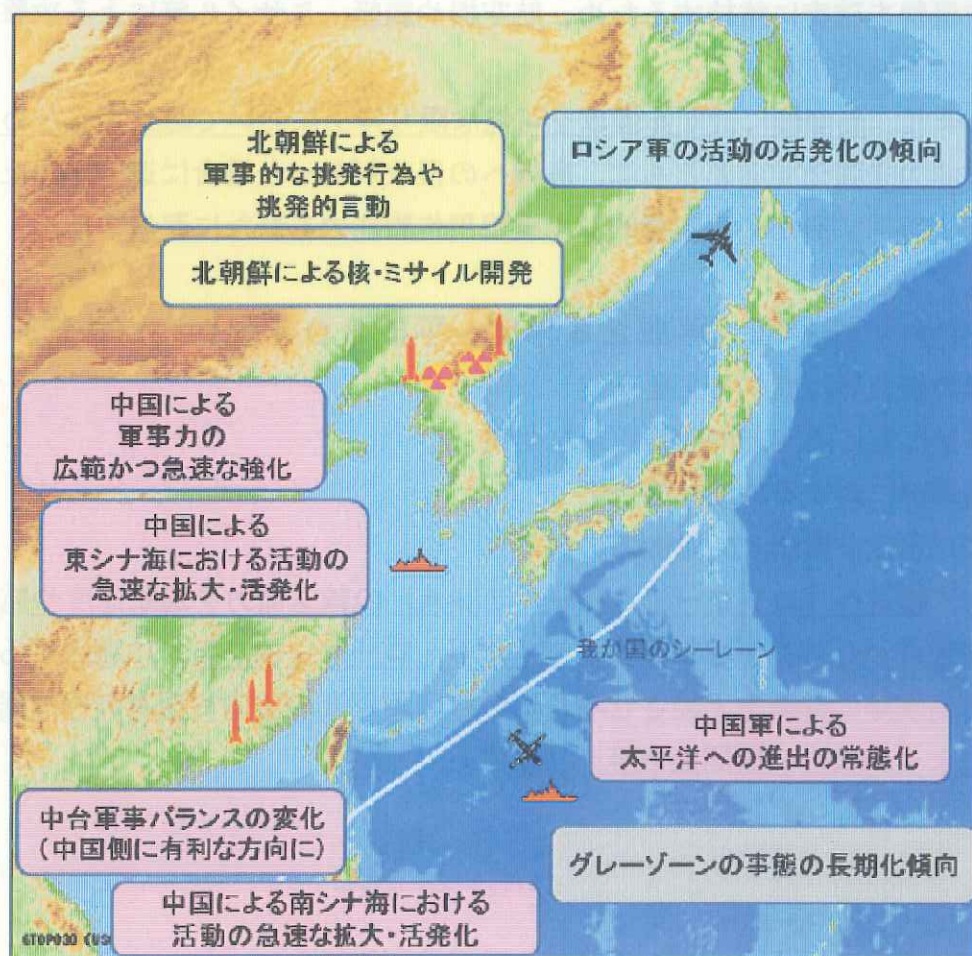 北朝鮮による
軍事的な挑発行為や
挑発的言動
ロシア軍の活動の活発化の傾向
北朝鮮による核・ミサイル開発
中国による
軍事力の
広範かつ急速な強化
中国による
東シナ海における活動の
急速な拡大・活発化
我が国のシーレーン
中国軍による
太平洋への進出の常態化
中台軍事バランスの変化
(中国側に有利な方向に)
グレーゾーンの事態の長期化傾向
中国による南シナ海における
活動の急速な拡大・活発化
GTOPO30 (US